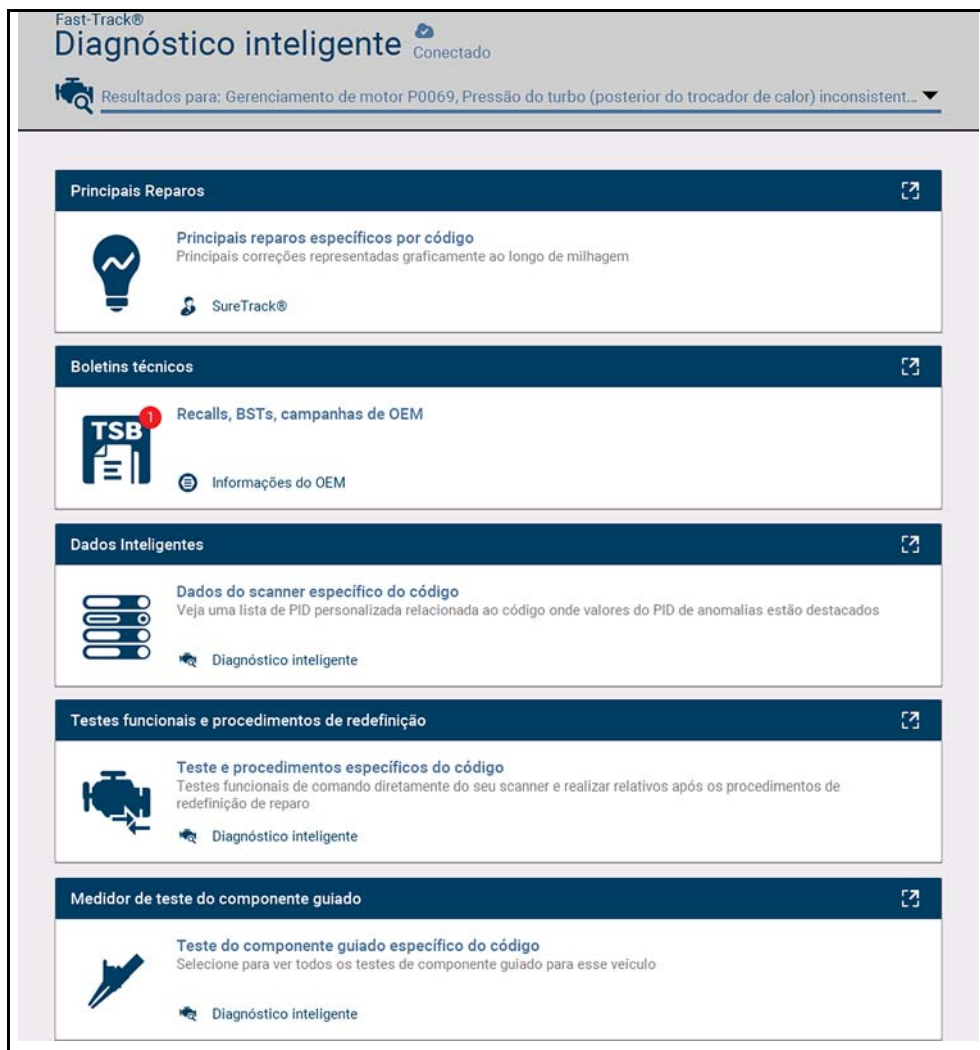 Fast-Track®
Diagnóstico inteligente
Conectado
Resultados para: Gerenciamento de motor P0069, Pressão do turbo (posterior do trocador de calor) inconsistent...
Principais Reparos
Principais reparos específicos por código
Principais correções representadas graficamente ao longo de milhagem
SureTrack®
Boletins técnicos
TSB
1
Recalls, BSTs, campanhas de OEM
Informações do OEM
Dados Inteligentes
Dados do scanner específico do código
Veja uma lista de PID personalizada relacionada ao código onde valores do PID de anomalias estão destacados
Diagnóstico inteligente
Testes funcionais e procedimentos de redefinição
Teste e procedimentos específicos do código
Testes funcionais de comando diretamente do seu scanner e realizar relativos após os procedimentos de
redefinição de reparo
Diagnóstico inteligente
Medidor de teste do componente guiado
Teste do componente guiado específico do código
Selecione para ver todos os testes de componente guiado para esse veículo
Diagnóstico inteligente